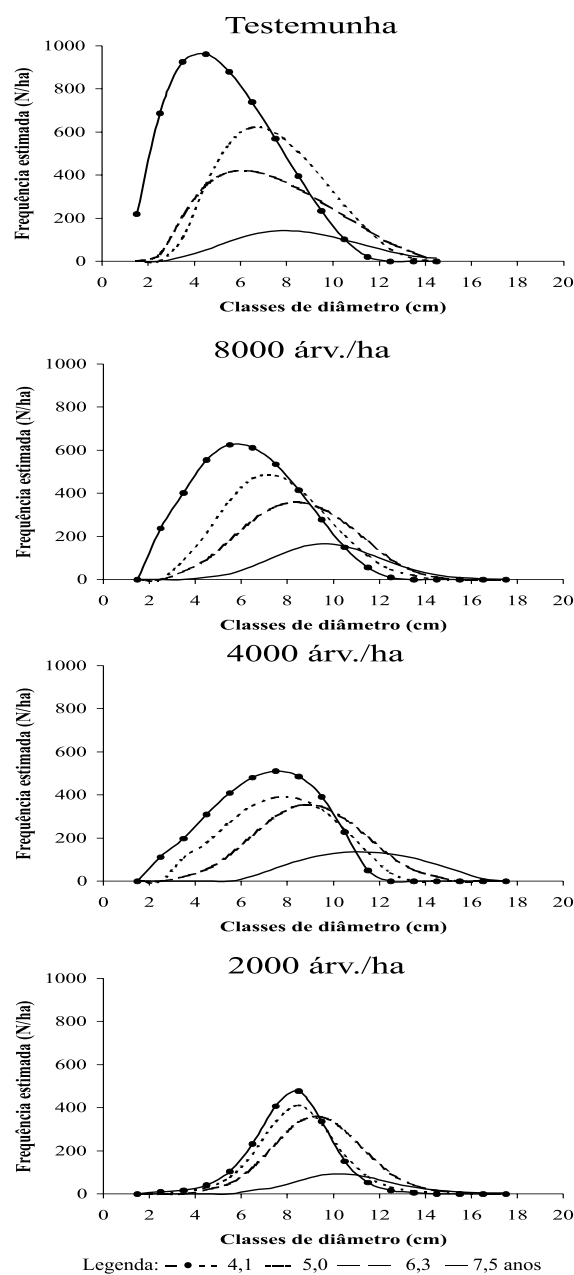 Testemunha
Frequência estimada (N/ha)
1000
800
600
400
200
0
0 2 4 6 8 10 12 14 16 18 20
Classes de diâmetro (cm)
8000 árv./ha
Frequência estimada (N/ha)
1000
800
600
400
200
0
0 2 4 6 8 10 12 14 16 18 20
Classes de diâmetro (cm)
4000 árv./ha
Frequência estimada (N/ha)
1000
800
600
400
200
0
0 2 4 6 8 10 12 14 16 18 20
Classes de diâmetro (cm)
2000 árv./ha
Frequência estimada (N/ha)
1000
800
600
400
200
0
0 2 4 6 8 10 12 14 16 18 20
Classes de diâmetro (cm)
Legenda: 4,1 5,0 6,3 7,5 anos